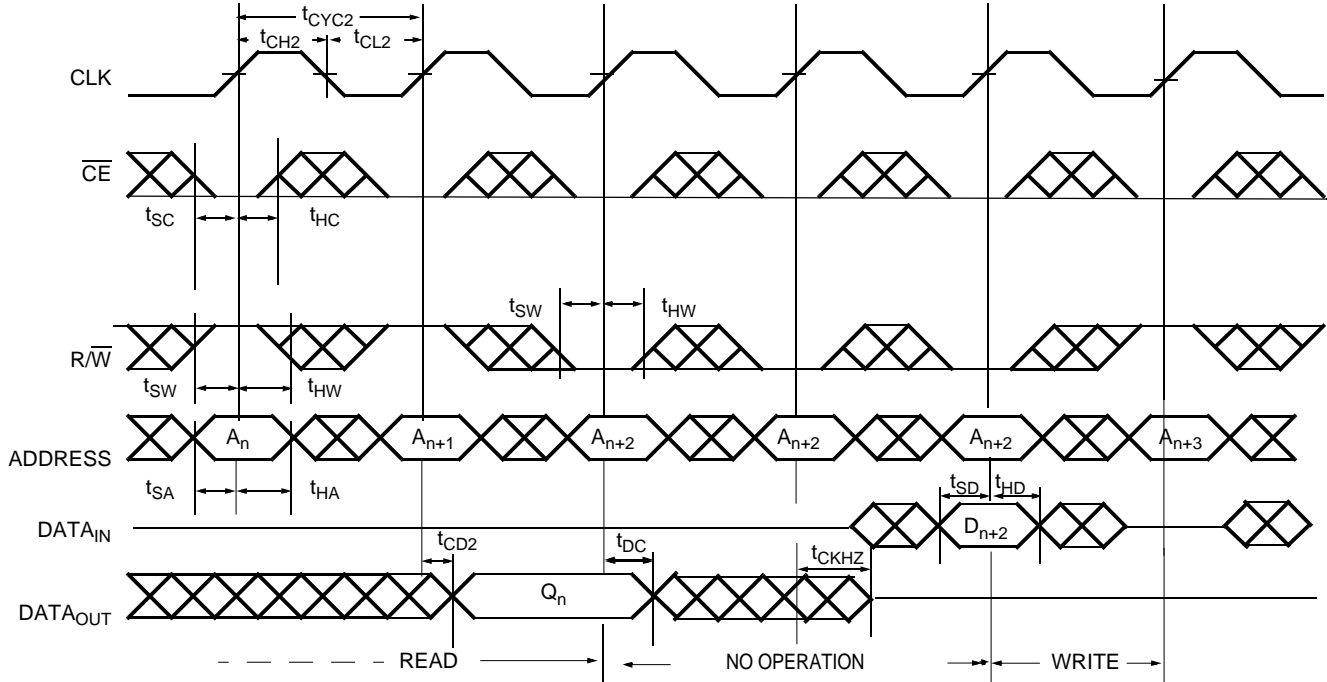 tCYC2
tCH2 tCL2
CLK
CE
tSC tHC
tSW tHW
R/W
tSW tHW
An An+1 An+2 An+2 An+2 An+3
ADDRESS
tSA tHA tSD tHD
DATAIN Dn+2
tCD2 tDC tCKHZ
Qn
DATAOUT
READ NO OPERATION WRITE